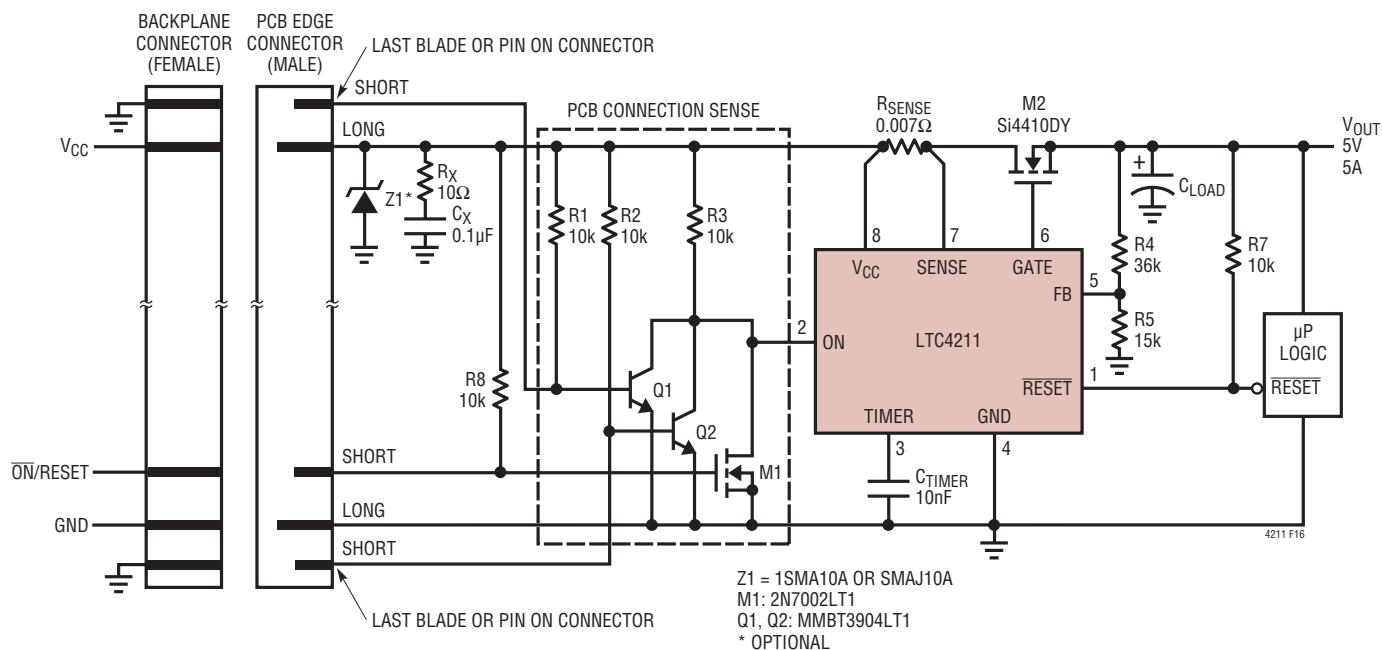 BACKPLANE
CONNECTOR
(FEMALE)
PCB EDGE
CONNECTOR
(MALE)
LAST BLADE OR PIN ON CONNECTOR
SHORT
LONG
VCC
Z1*
RX
10Ω
CX
0.1µF
PCB CONNECTION SENSE
R1
10k
R2
10k
R3
10k
R8
10k
Q1
Q2
M1
RSENSE
0.007Ω
M2
Si4410DY
VOUT
5V
5A
CLOAD
+
8
7
6
VCC
SENSE
GATE
5
FB
2
ON
LTC4211
1
RESET
TIMER
GND
3
4
CTIMER
10nF
R4
36k
R5
15k
R7
10k
µP
LOGIC
RESET
ON/RESET
SHORT
GND
LONG
SHORT
LAST BLADE OR PIN ON CONNECTOR
4211 F16
Z1 = 1SMA10A OR SMAJ10A
M1: 2N7002LT1
Q1, Q2: MMBT3904LT1
* OPTIONAL